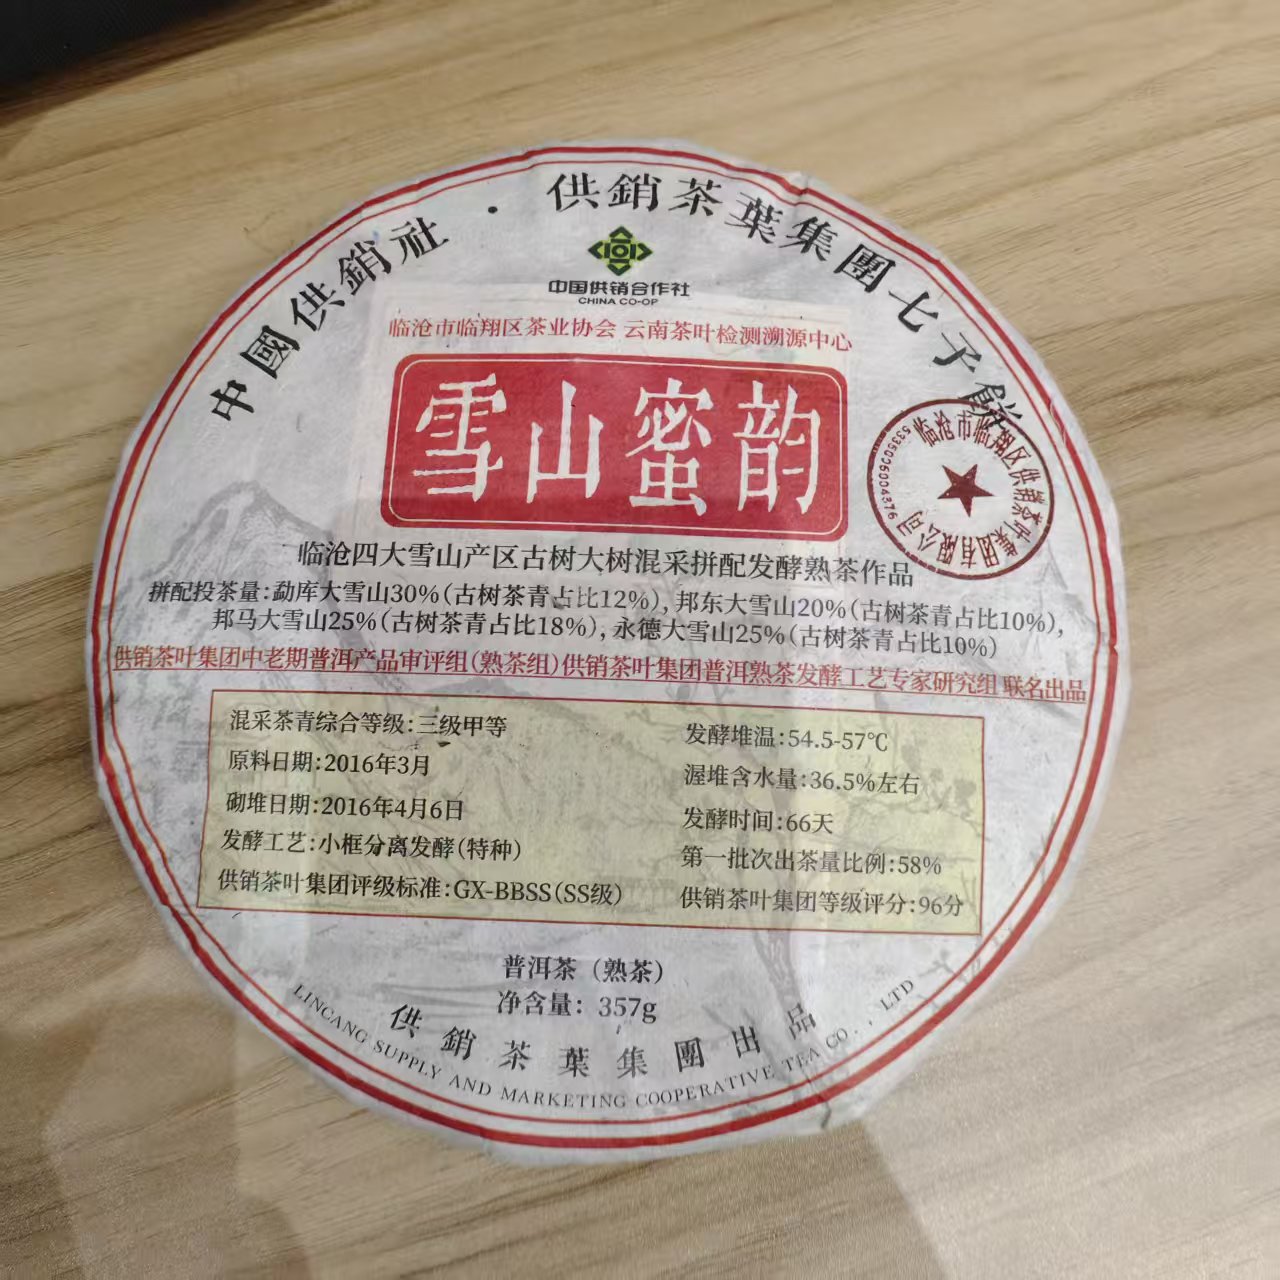 中國供銷社·供銷茶葉集團七子餅
中国供销合作社
CHINA CO-OP
临沧市临翔区茶业协会 云南茶叶检测溯源中心
雪山蜜韵
临沧市临翔区供销茶叶集团有限公司
5335006004376
临沧四大雪山产区古树大树混采拼配发酵熟茶作品
拼配投茶量:勐库大雪山30%(古树茶青占比12%),邦东大雪山20%(古树茶青占比10%),
邦马大雪山25%(古树茶青占比18%),永德大雪山25%(古树茶青占比10%)
供销茶叶集团中老期普洱产品审评组(熟茶组)供销茶叶集团普洱熟茶发酵工艺专家研究组 联名出品
混采茶青综合等级:三级甲等
原料日期:2016年3月
砌堆日期:2016年4月6日
发酵工艺:小框分离发酵(特种)
供销茶叶集团评级标准:GX-BBSS(SS级)
发酵堆温:54.5-57℃
渥堆含水量:36.5%左右
发酵时间:66天
第一批次出茶量比例:58%
供销茶叶集团等级评分:96分
普洱茶（熟茶）
净含量：357g
供銷茶葉集團出品
LINCANG SUPPLY AND MARKETING COOPERATIVE TEA CO., LTD